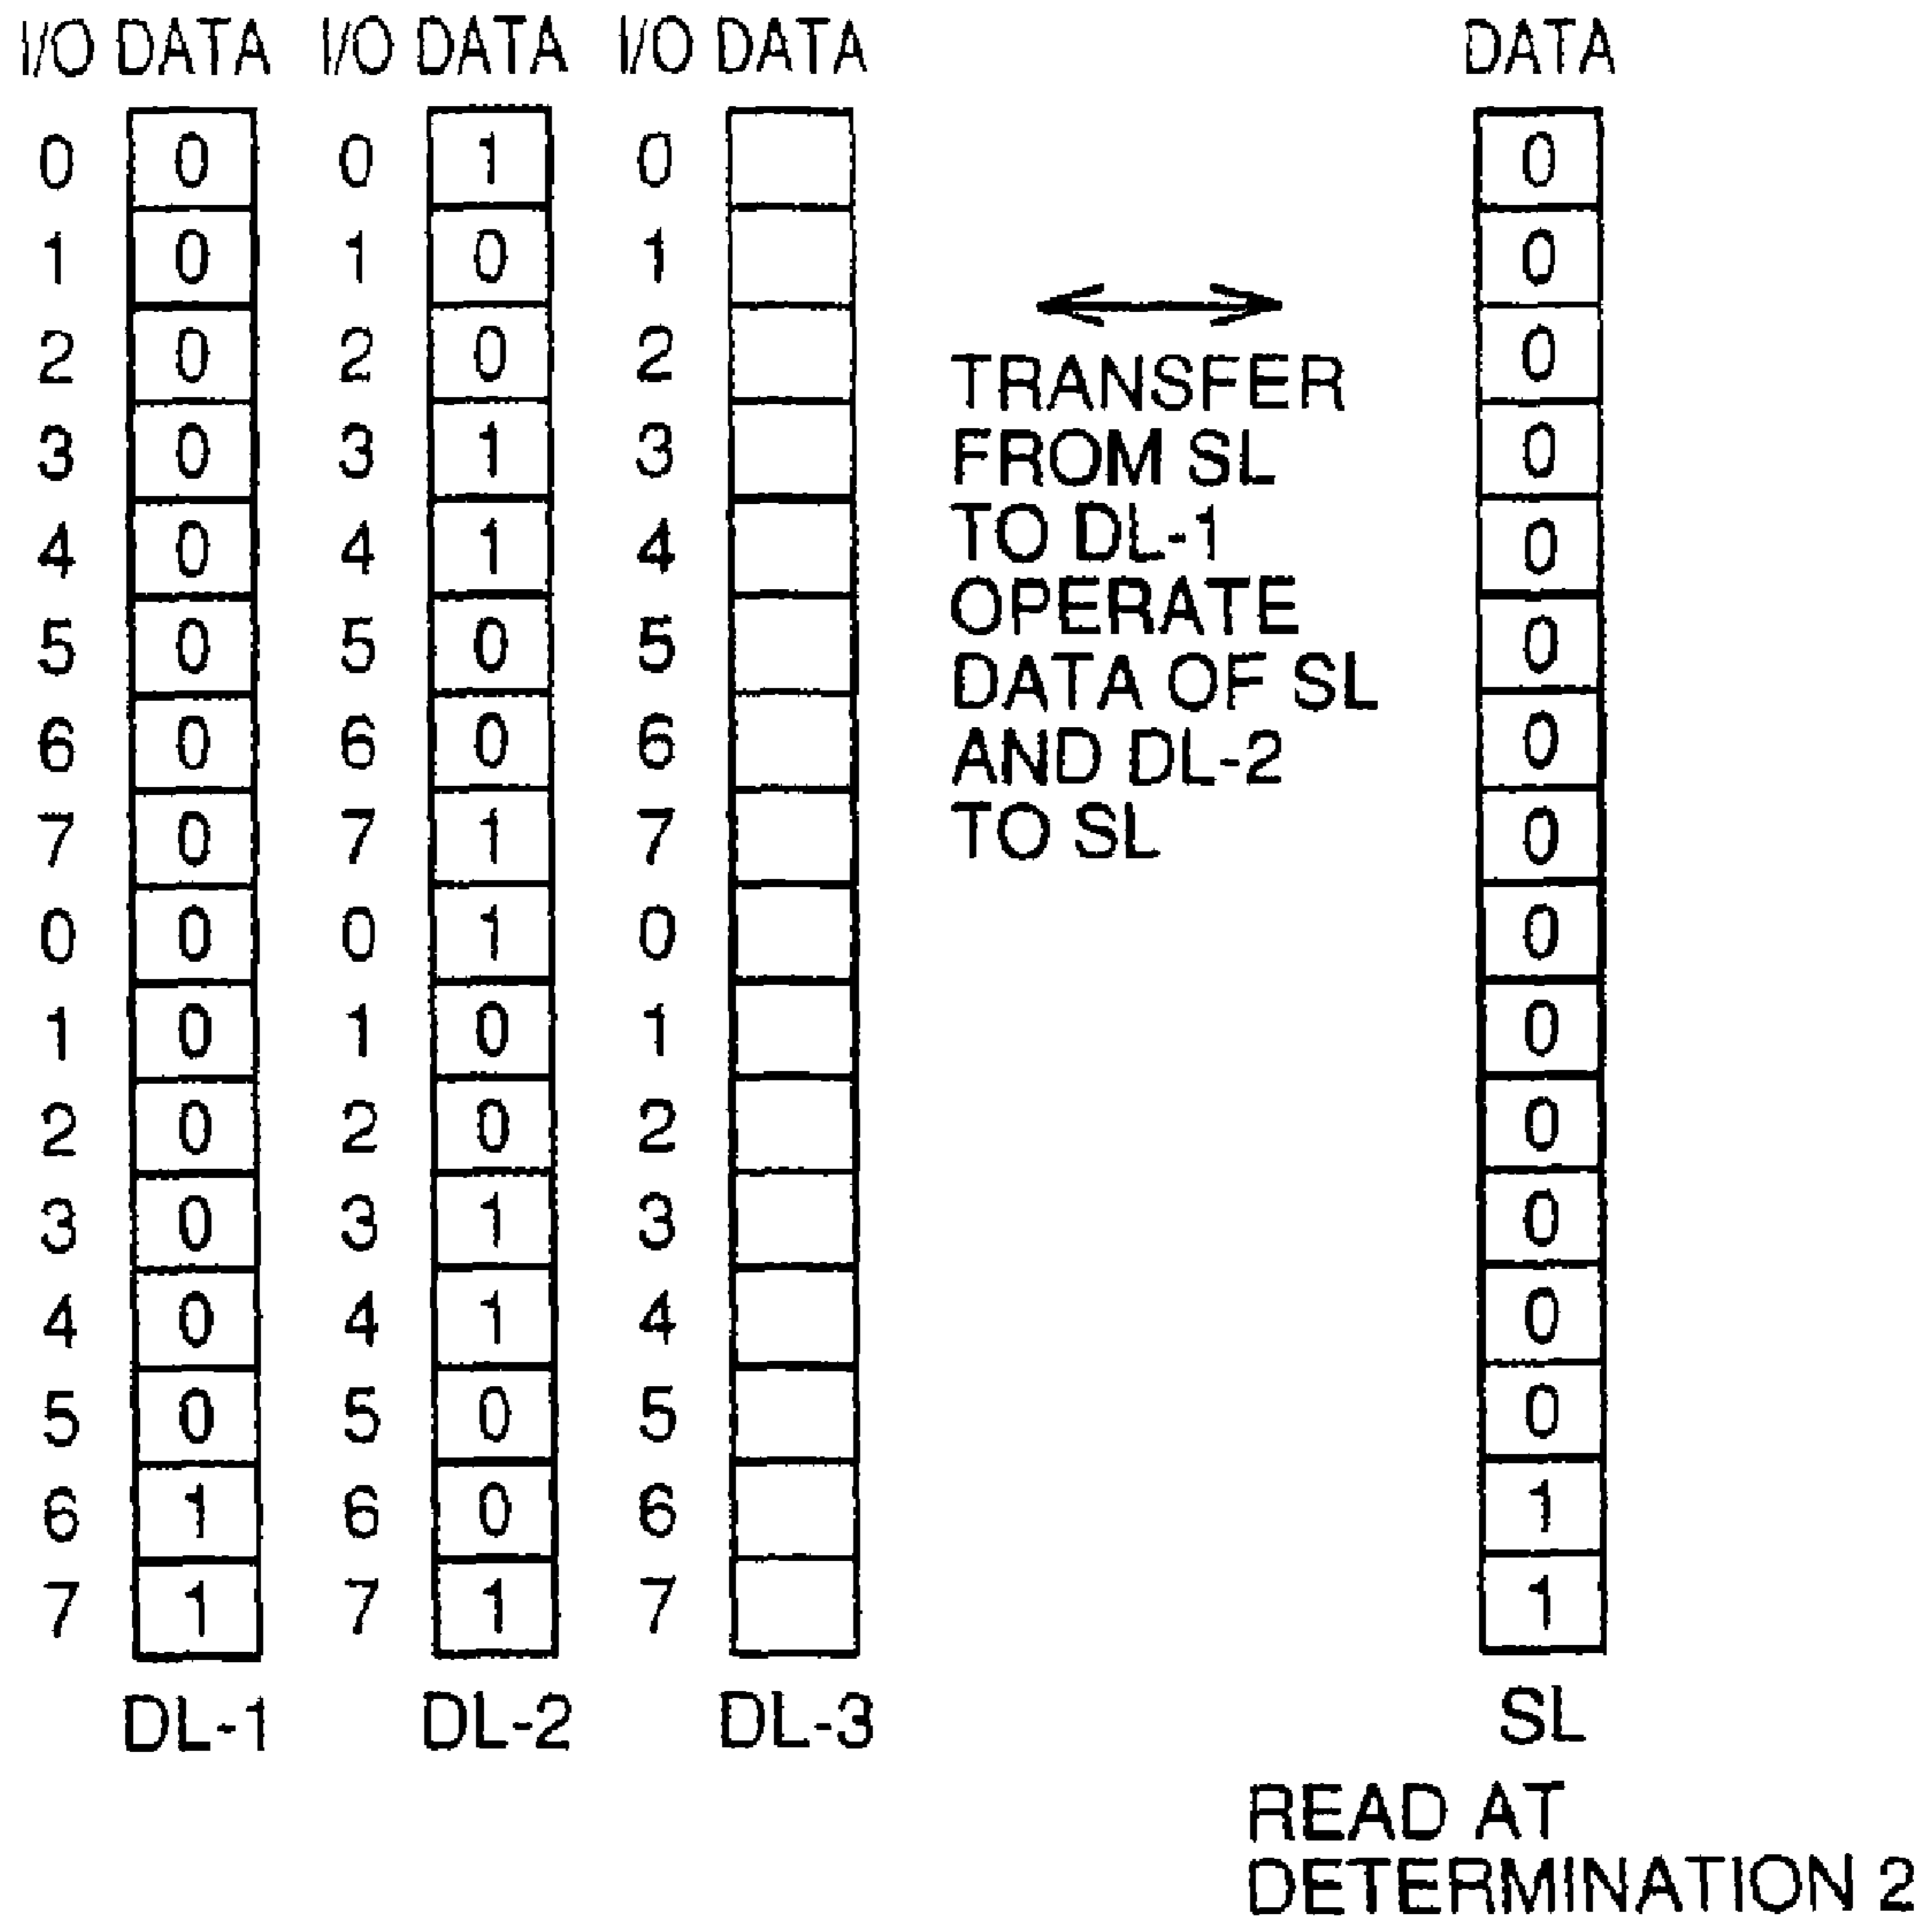 I/O DATA I/O DATA I/O DATA DATA
0 0 0 1 0 0
1 0 1 0 1 0
2 0 2 0 2 0
3 0 3 1 3 0
4 0 4 1 4 0
5 0 5 0 5 0
6 0 6 0 6 0
7 0 7 1 7 0
0 0 0 1 0 0
1 0 1 0 1 0
2 0 2 0 2 0
3 0 3 1 3 0
4 0 4 1 4 0
5 0 5 0 5 0
6 1 6 0 6 1
7 1 7 1 7 1
TRANSFER
FROM SL
TO DL-1
OPERATE
DATA OF SL
AND DL-2
TO SL
DL-1 DL-2 DL-3 SL
READ AT
DETERMINATION 2